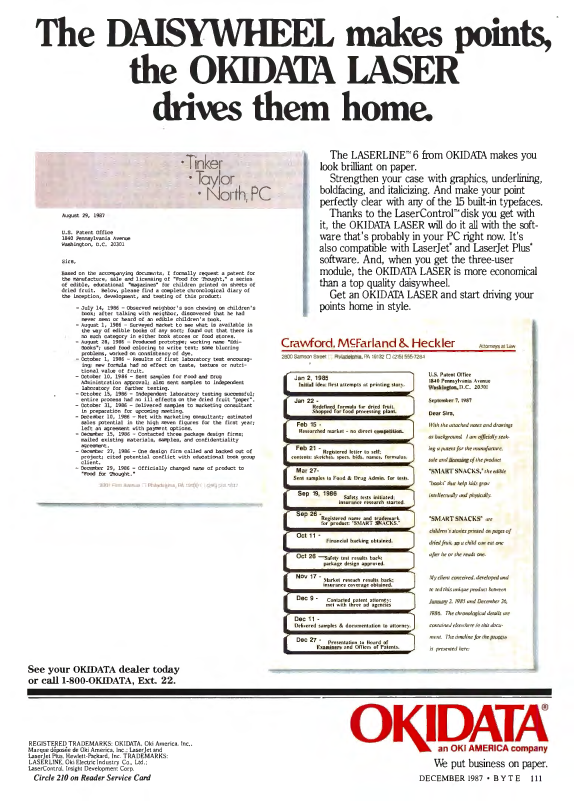 The DAISYWHEEL makes points,
the OKIDATA LASER
drives them home.
• Tinker
• Taylor
• North, PC
August 29, 1987
U.S. Patent Office
1840 Pennsylvania Avenue
Washington, D.C. 20301
Sirs,
Based on the accompanying documents, I formally request a patent for
the manufacture, sale and licensing of "Food for Thought," a series
of edible, educational "magazines" for children printed on sheets of
dried fruit. Below, please find a complete chronological diary of
the inception, development, and testing of this product:
- July 14, 1986 - Observed neighbor's son chewing on children's
book; after talking with neighbor, discovered that he had
never seen or heard of an edible children's book.
- August 1, 1986 - Surveyed market to see what is available in
the way of edible books of any sort; found out that there is
no such category in either book stores or food stores.
- August 28, 1986 - Produced prototype; working name "Edi-
Books"; used food coloring to write text; some blurring
problems, worked on consistency of dye.
- October 1, 1986 - Results of first laboratory test encourag-
ing; new formula had no effect on taste, texture or nutri-
tional value of fruit.
- October 10, 1986 - Sent samples for Food and Drug
Administration approval; also sent samples to independent
laboratory for further testing.
- October 15, 1986 - Independent laboratory testing successful;
entire process had no ill effects on the dried fruit "paper".
- October 31, 1986 - Delivered samples to marketing consultant
in preparation for upcoming meeting.
- December 10, 1986 - Met with marketing consultant; estimated
sales potential in the high seven figures for the first year;
left an agreement with payment options.
- December 15, 1986 - Contacted three package design firms;
mailed existing materials, samples, and confidentiality
agreement.
- December 27, 1986 - One design firm called and backed out of
project; cited potential conflict with educational book group
client.
- December 29, 1986 - Officially changed name of product to
"Food for Thought."
The LASERLINE™ 6 from OKIDATA makes you
look brilliant on paper.
Strengthen your case with graphics, underlining,
boldfacing, and italicizing. And make your point
perfectly clear with any of the 15 built-in typefaces.
Thanks to the LaserControl™ disk you get with
it, the OKIDATA LASER will do it all with the soft-
ware that's probably in your PC right now. It's
also compatible with LaserJet® and LaserJet Plus®
software. And, when you get the three-user
module, the OKIDATA LASER is more economical
than a top quality daisywheel.
Get an OKIDATA LASER and start driving your
points home in style.
Crawford, McFarland & Heckler Attorneys at Law
2800 Samson Street □ Philadelphia, PA 19132 □ (215) 555-7284
Jan 2, 1985
Initial idea; first attempts at printing story.
Jan 22 -
Redefined formula for dried fruit.
Shopped for food processing plant.
Feb 15 -
Researched market - no direct competition.
Feb 21 -
Registered letter to self;
contents: sketches, specs, bids, names, formulas.
Mar 27-
Sent samples to Food & Drug Admin. for tests.
Sep 19, 1986
Safety tests initiated,
insurance research started.
Sep 26 -
Registered name and trademark
for product: "SMART SNACKS."
Oct 11 -
Financial backing obtained.
Oct 26 -
Safety test results back;
package design approved.
Nov 17 -
Market reseach results back;
insurance coverage obtained.
Dec 9 -
Contacted patent attorney;
met with three ad agencies
Dec 11 -
Delivered samples & documentation to attorney.
Dec 27 -
Presentation to Board of
Examiners and Offices of Patents.
U.S. Patent Office
1840 Pennsylvania Avenue
Washington, D.C. 20301
September 7, 1987
Dear Sirs,
With the attached notes and drawings
as background I am officially seek-
ing a patent for the manufacture,
sale and licensing of the product
"SMART SNACKS," the edible
"books" that help kids grow
intellectually and physically.
"SMART SNACKS" are
children's stories printed on pages of
dried fruit, so a child can eat one
after he or she reads one.
My client conceived, developed and
tested this unique product between
January 2, 1985 and December 26,
1986. The chronological details are
contained elsewhere in this docu-
ment. The timeline for the process
is presented here:
See your OKIDATA dealer today
or call 1-800-OKIDATA, Ext. 22.
OKIDATA®
an OKI AMERICA company
We put business on paper.
REGISTERED TRADEMARKS: OKIDATA, Oki America, Inc.,
Marque déposée de Oki America, Inc.; LaserJet and
LaserJet Plus, Hewlett-Packard, Inc. TRADEMARKS:
LASERLINE, Oki Electric Industry Co., Ltd.;
LaserControl, Insight Development Corp.
Circle 210 on Reader Service Card
DECEMBER 1987 • BYTE 111